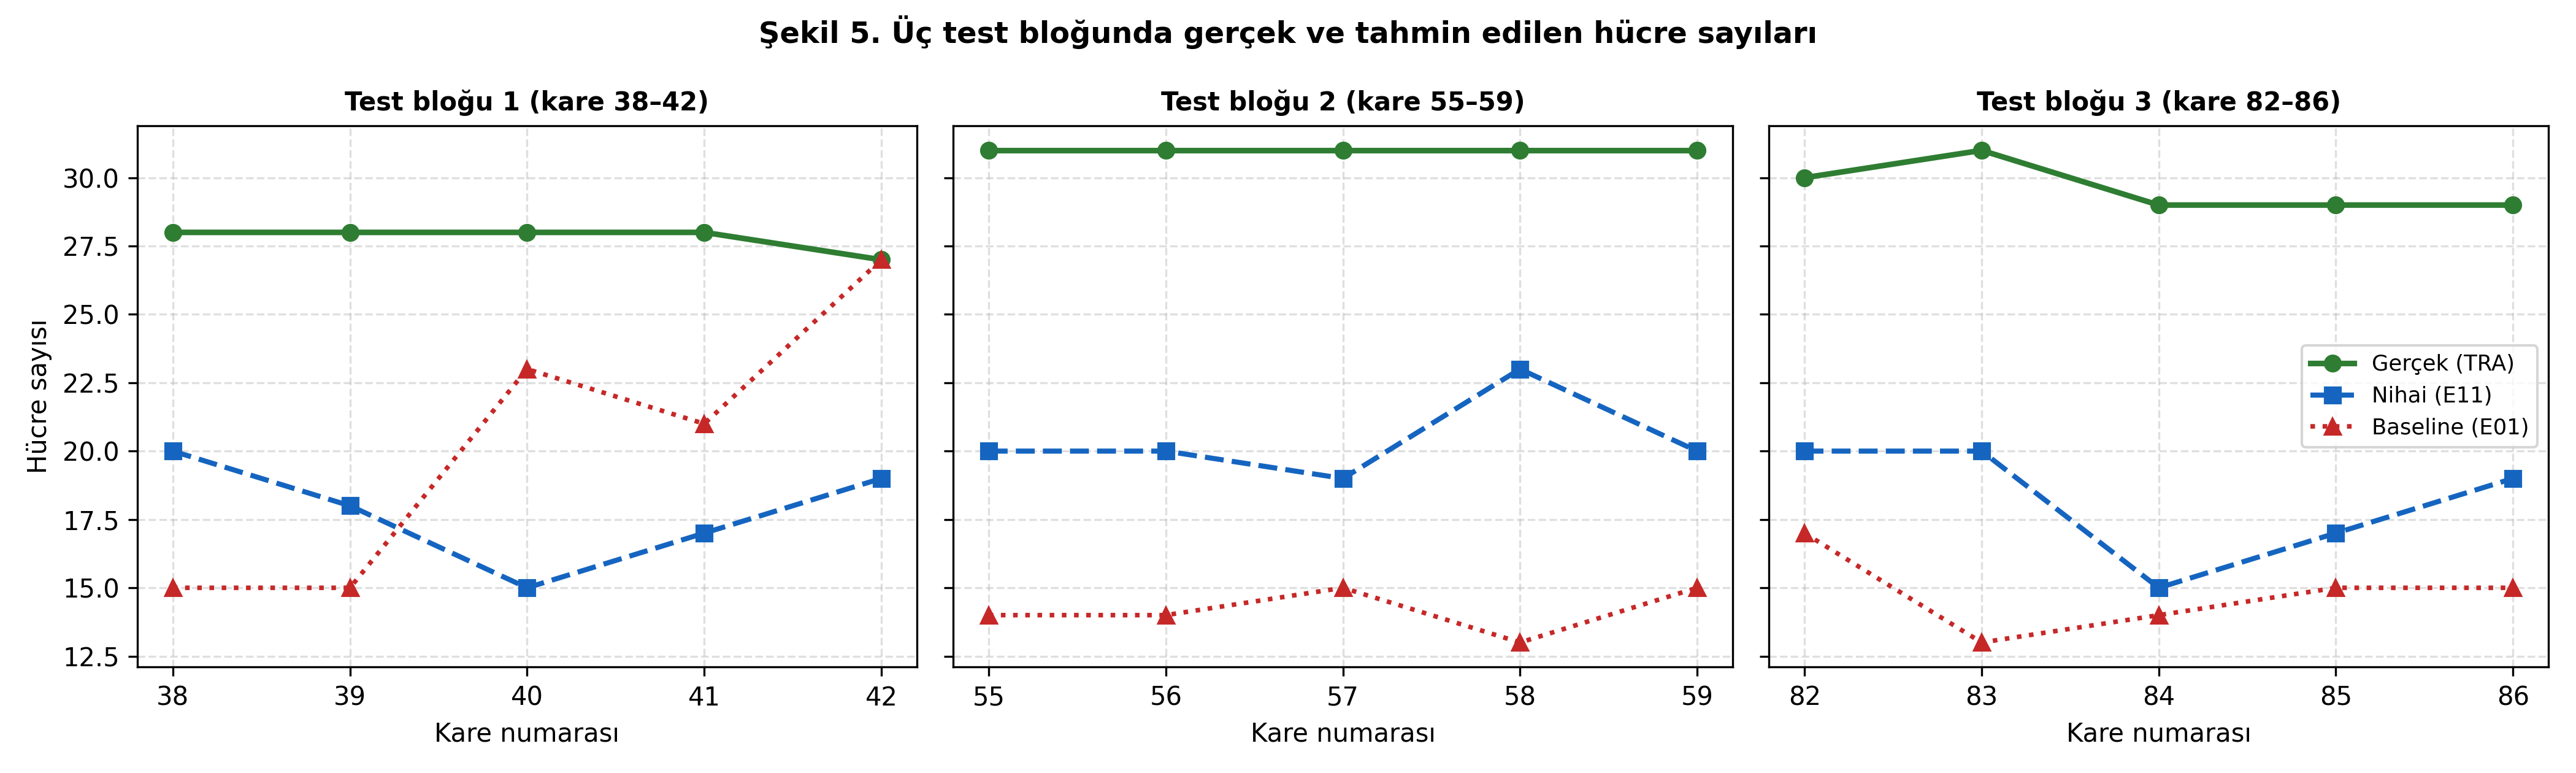 Şekil 5. Üç test bloğunda gerçek ve tahmin edilen hücre sayıları
Test bloğu 1 (kare 38–42)
Hücre sayısı
30.0
27.5
25.0
22.5
20.0
17.5
15.0
12.5
38 39 40 41 42
Kare numarası
Test bloğu 2 (kare 55–59)
55 56 57 58 59
Kare numarası
Test bloğu 3 (kare 82–86)
Gerçek (TRA)
Nihai (E11)
Baseline (E01)
82 83 84 85 86
Kare numarası